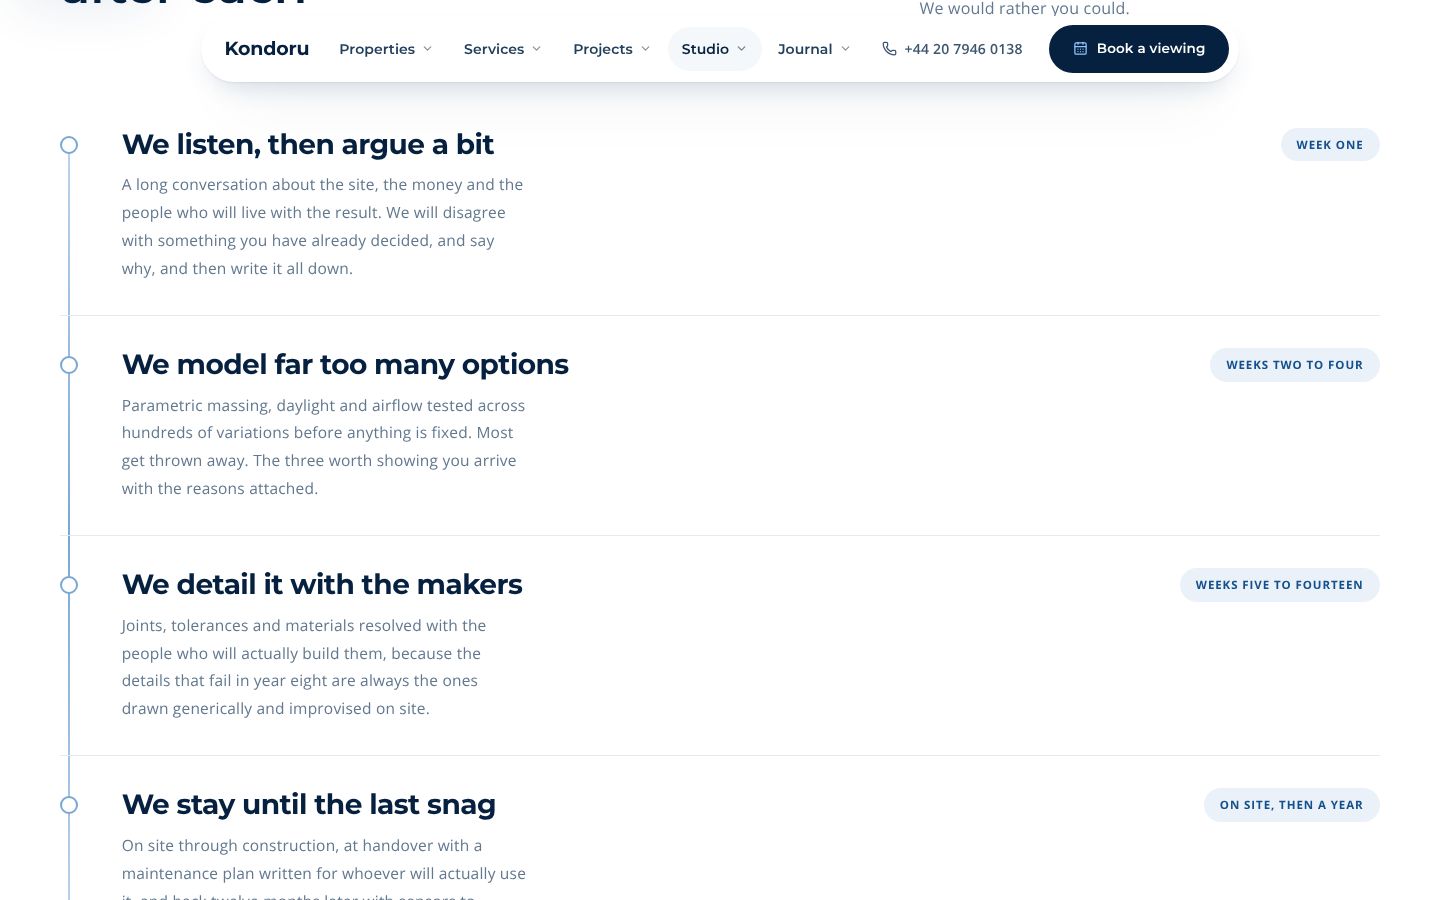 We would rather you could.
Kondoru
Properties
Services
Projects
Studio
Journal
+44 20 7946 0138
Book a viewing
We listen, then argue a bit
WEEK ONE
A long conversation about the site, the money and the
people who will live with the result. We will disagree
with something you have already decided, and say
why, and then write it all down.
We model far too many options
WEEKS TWO TO FOUR
Parametric massing, daylight and airflow tested across
hundreds of variations before anything is fixed. Most
get thrown away. The three worth showing you arrive
with the reasons attached.
We detail it with the makers
WEEKS FIVE TO FOURTEEN
Joints, tolerances and materials resolved with the
people who will actually build them, because the
details that fail in year eight are always the ones
drawn generically and improvised on site.
We stay until the last snag
ON SITE, THEN A YEAR
On site through construction, at handover with a
maintenance plan written for whoever will actually use